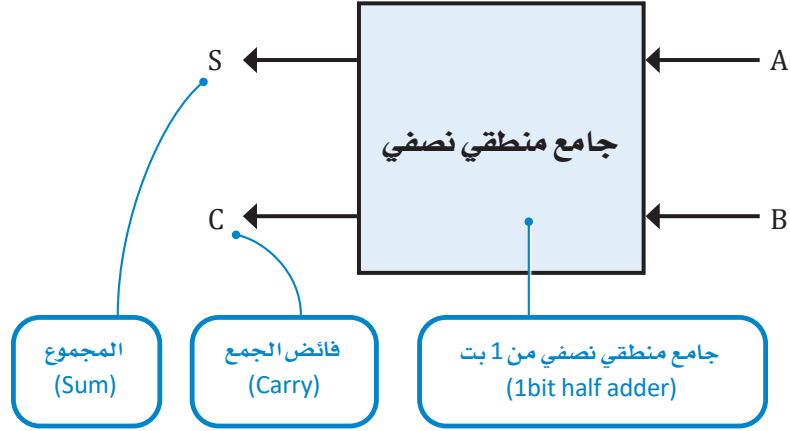 A
S
جامع منطقي نصفي
B
C
جامع منطقي نصفي من 1 بت
(1bit half adder)
فائض الجمع
(Carry)
المجموع
(Sum)